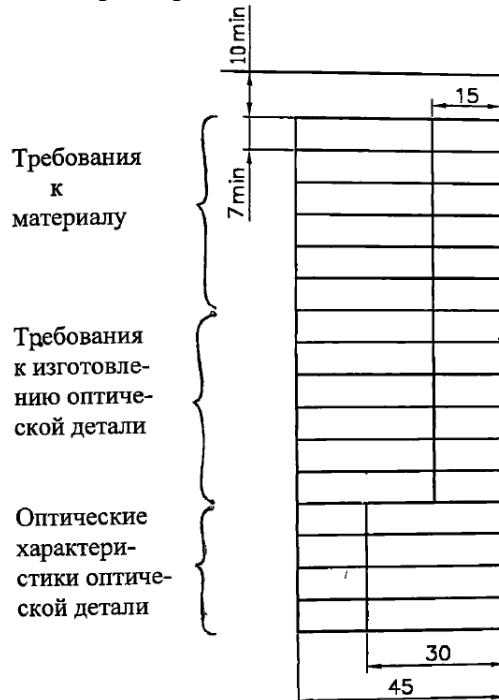 10 min
15
7 min
Требования
к
материалу
Требования
к изготовле-
нию оптиче-
ской детали
Оптические
характери-
стики оптиче-
ской детали
30
45